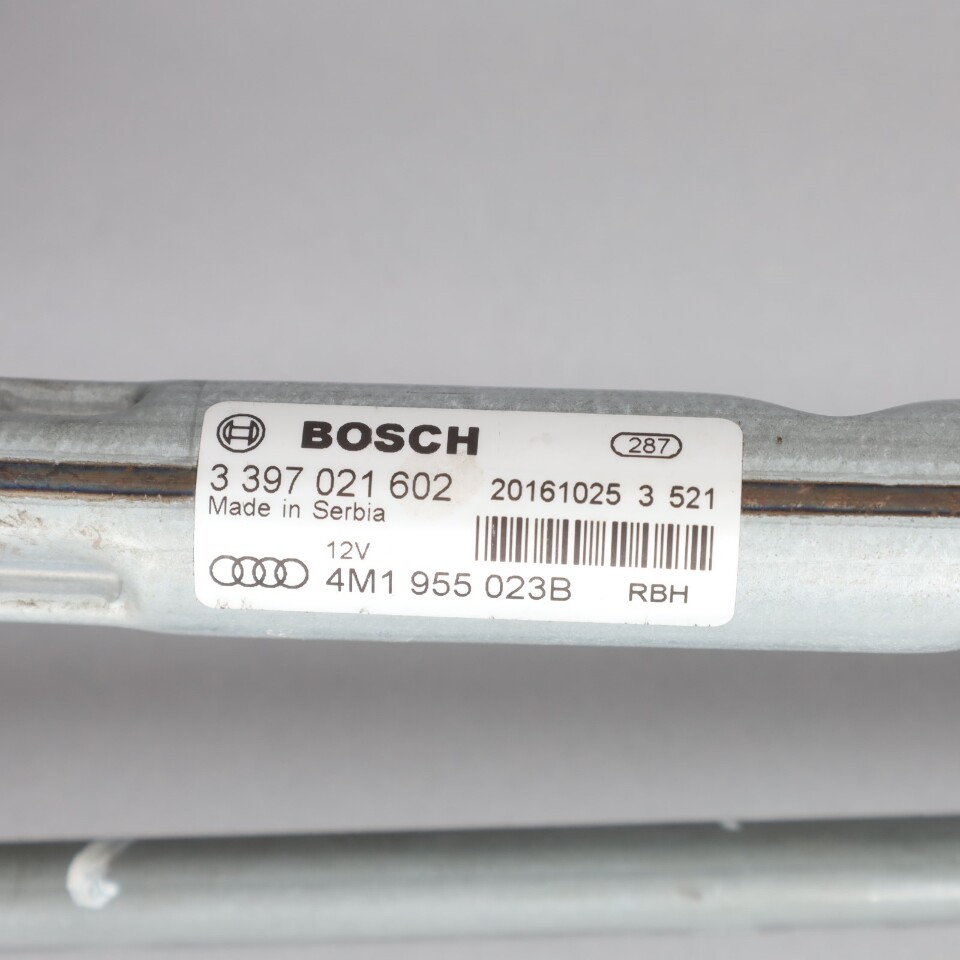 BOSCH 287
3 397 021 602 20161025 3 521
Made in Serbia
12V
4M1 955 023B RBH